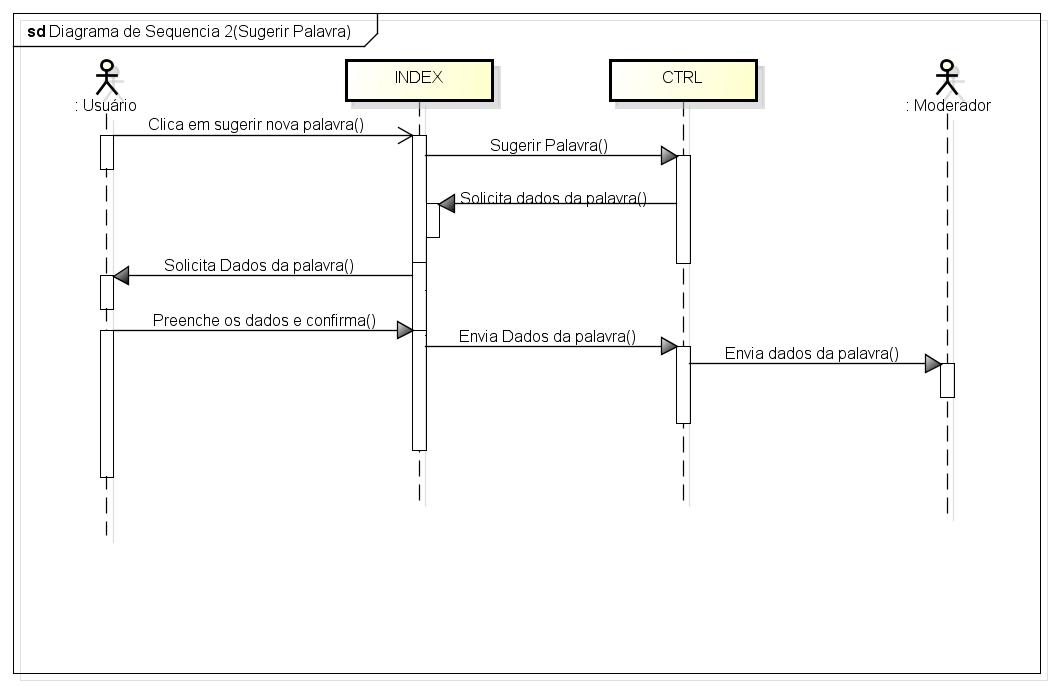 sd Diagrama de Sequencia 2(Sugerir Palavra)
: Usuário
INDEX
CTRL
: Moderador
Clica em sugerir nova palavra()
Sugerir Palavra()
Solicita dados da palavra()
Solicita Dados da palavra()
Preenche os dados e confirma()
Envia Dados da palavra()
Envia dados da palavra()